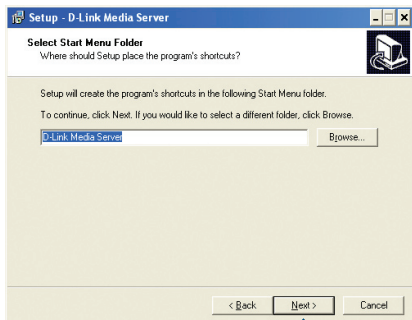 Setup - D-Link Media Server
Select Start Menu Folder
Where should Setup place the program's shortcuts?
Setup will create the program's shortcuts in the following Start Menu folder.
To continue, click Next. If you would like to select a different folder, click Browse.
D-Link Media Server
Browse...
< Back
Next >
Cancel